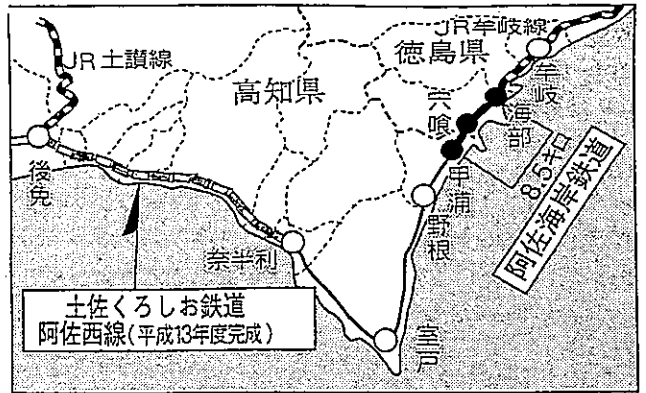 JR牟岐線
徳島県
JR土讃線
高知県
牟岐
海部
宍喰
甲浦
8.5キロ
阿佐海岸鉄道
野根
後免
奈半利
室戸
土佐くろしお鉄道
阿佐西線(平成13年度完成)